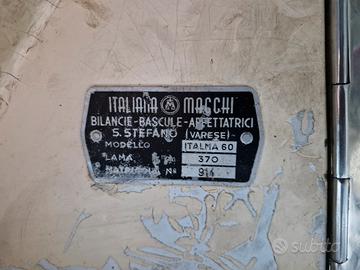 ITALIANA MACCHI
BILANCIE-BASCULE-AFFETTATRICI
S. STEFANO (VARESE)
MODELLO ITALMA 60
LAMA 370
MATRICOLA N° 914
subito